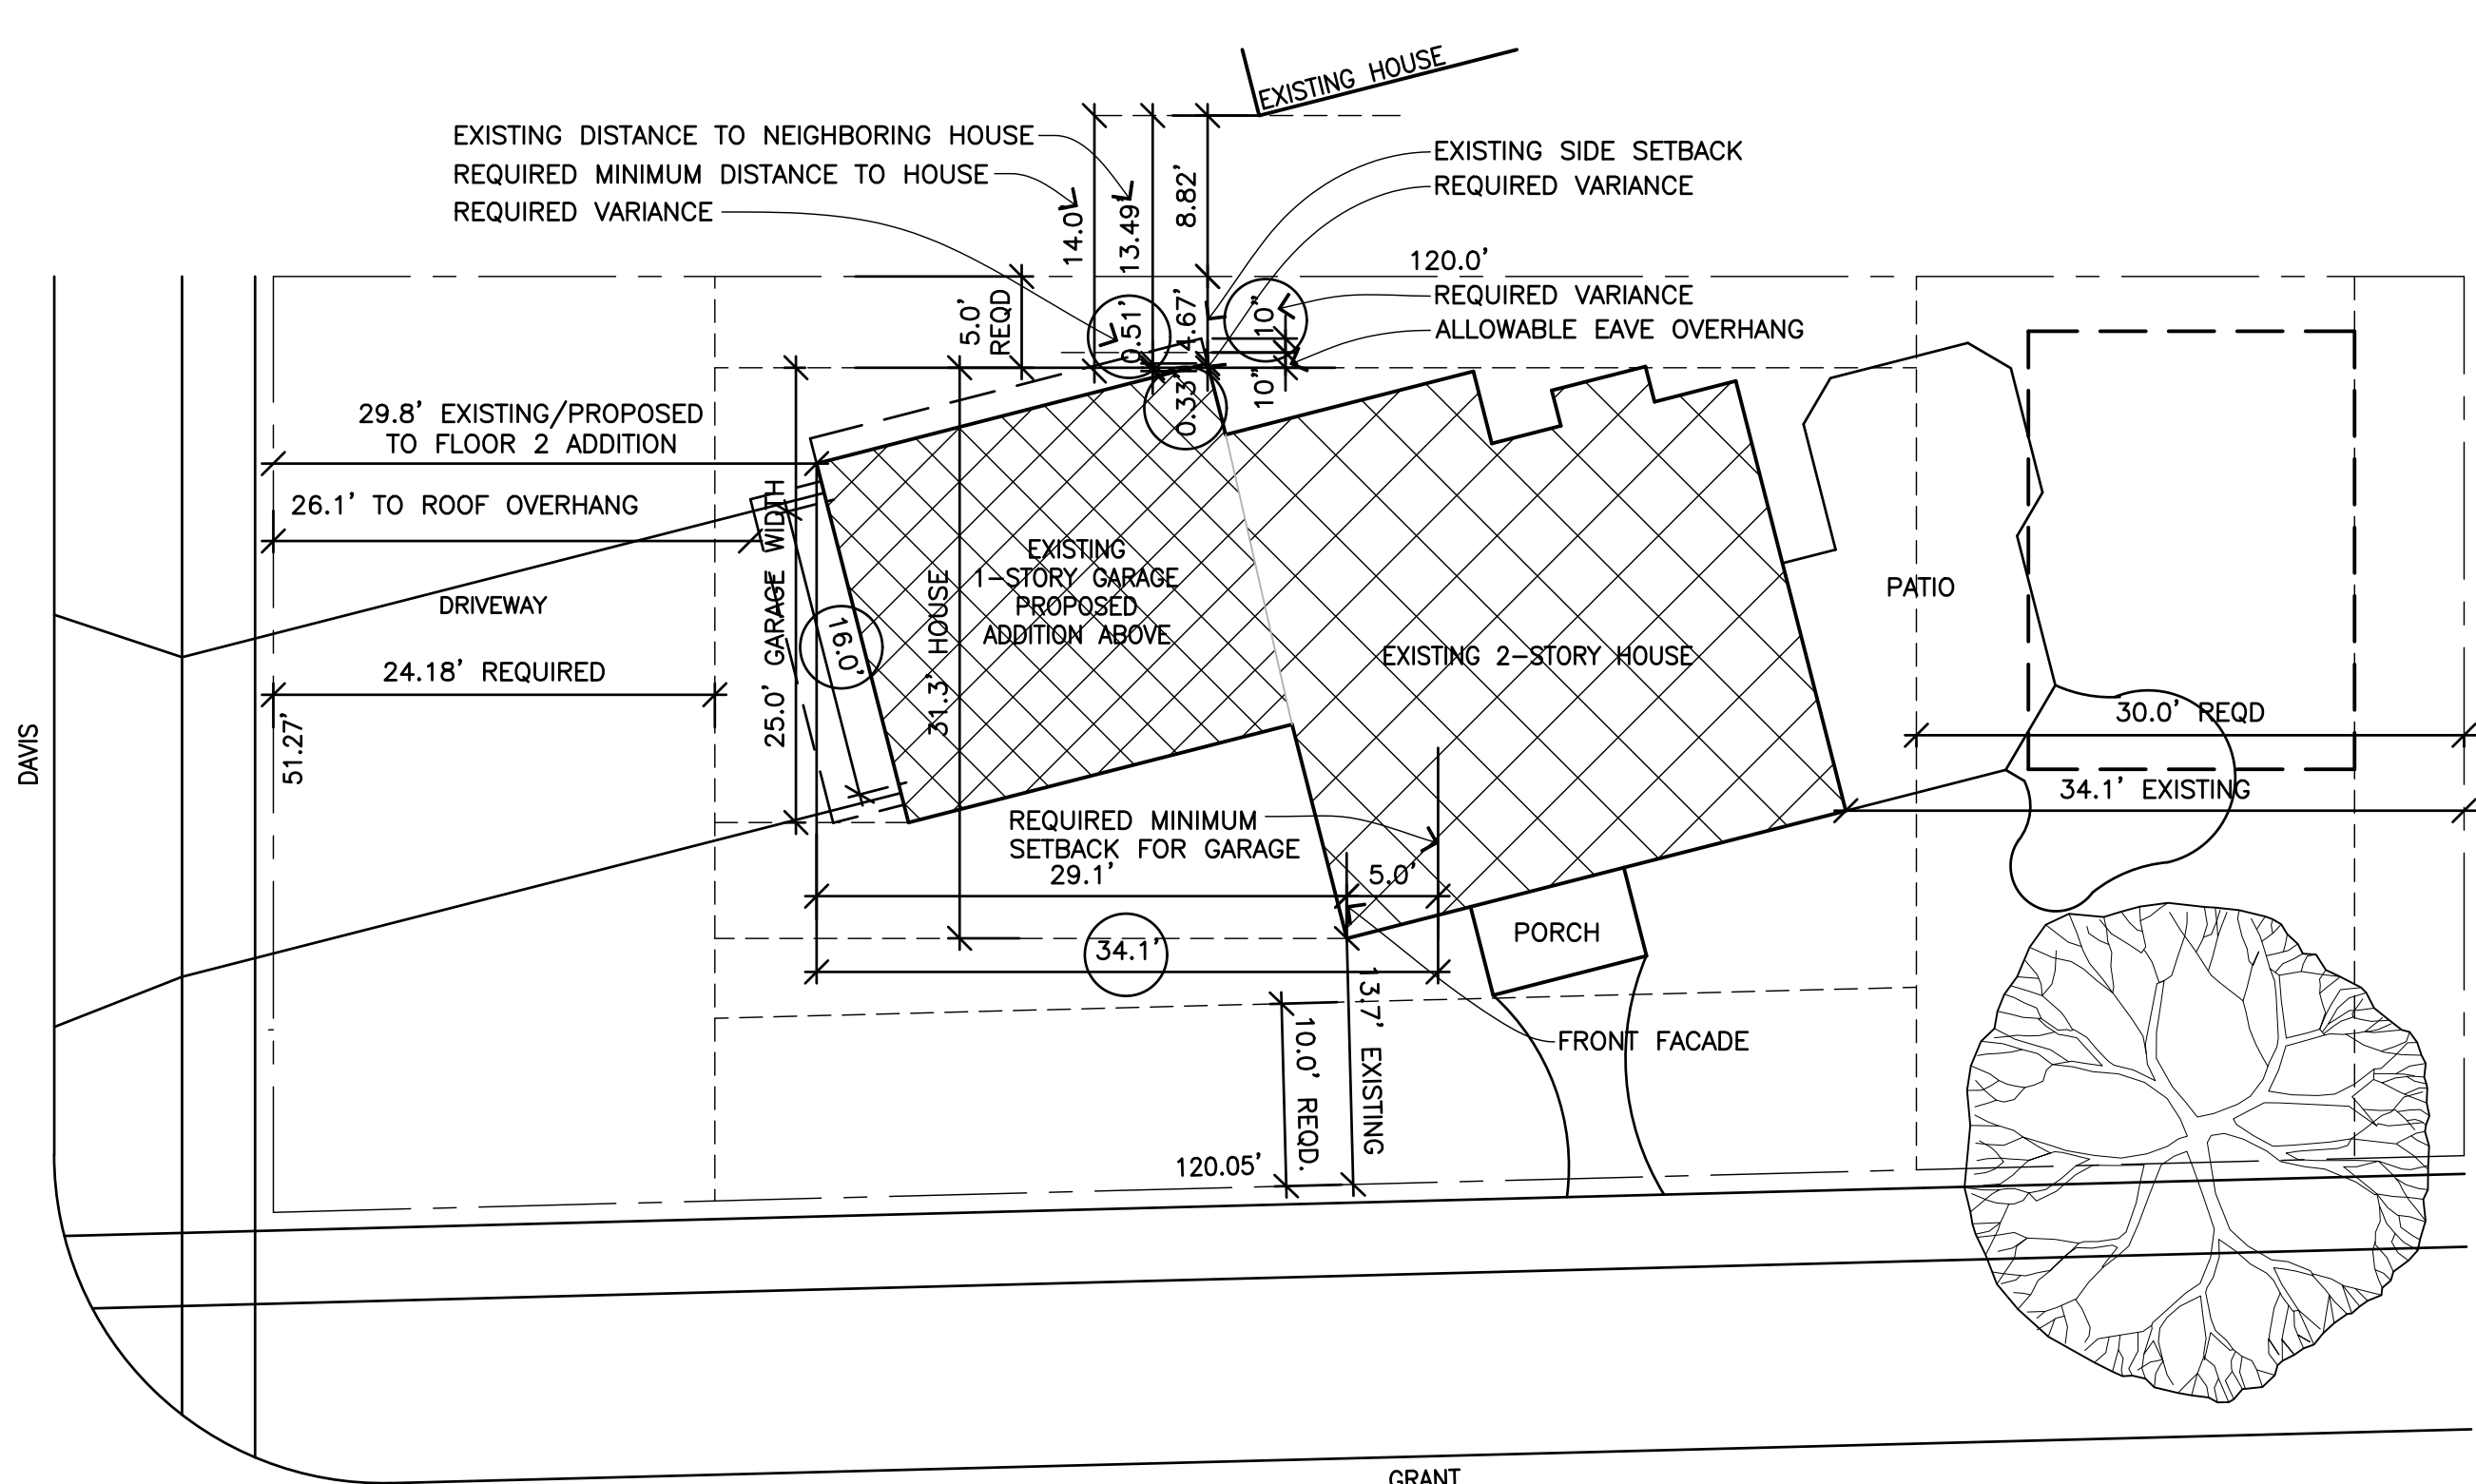 EXISTING HOUSE
EXISTING DISTANCE TO NEIGHBORING HOUSE
REQUIRED MINIMUM DISTANCE TO HOUSE
REQUIRED VARIANCE
EXISTING SIDE SETBACK
REQUIRED VARIANCE
14.0'
13.49'
8.82'
120.0'
REQUIRED VARIANCE
ALLOWABLE EAVE OVERHANG
5.0'
REQD
0.51'
4.67'
10"
0.33'
10"
29.8' EXISTING/PROPOSED
TO FLOOR 2 ADDITION
26.1' TO ROOF OVERHANG
DRIVEWAY
24.18' REQUIRED
51.27'
DAVIS
25.0' GARAGE WIDTH
16.0'
31.3' HOUSE
EXISTING
1-STORY GARAGE
PROPOSED
ADDITION ABOVE
EXISTING 2-STORY HOUSE
PATIO
30.0' REQD
34.1' EXISTING
REQUIRED MINIMUM
SETBACK FOR GARAGE
29.1'
5.0'
34.1'
PORCH
13.7' EXISTING
10.0' REQD.
FRONT FACADE
120.05'
GRANT